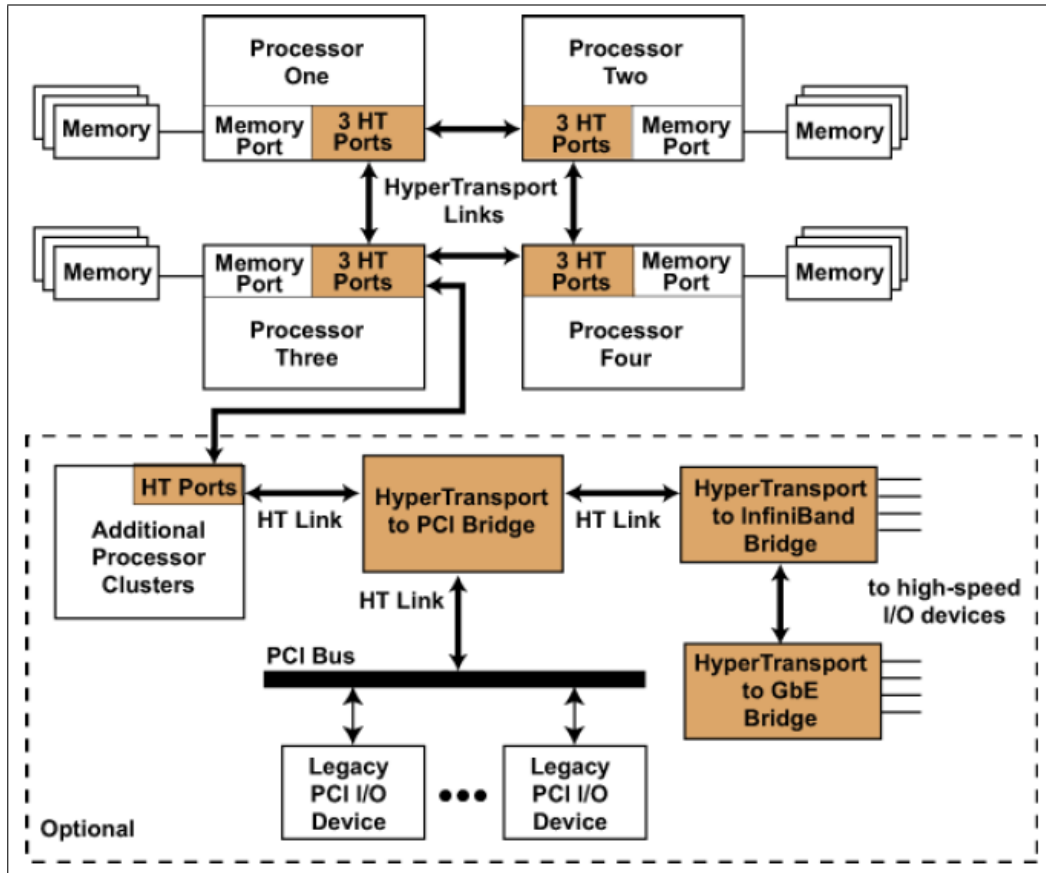 Processor
One
Processor
Two
Memory
Memory
Port
3 HT
Ports
3 HT
Ports
Memory
Port
Memory
HyperTransport
Links
Memory
Memory
Port
3 HT
Ports
3 HT
Ports
Memory
Port
Memory
Processor
Three
Processor
Four
HT Ports
Additional
Processor
Clusters
HT Link
HyperTransport
to PCI Bridge
HT Link
HyperTransport
to InfiniBand
Bridge
to high-speed
I/O devices
HT Link
PCI Bus
HyperTransport
to GbE
Bridge
Legacy
PCI I/O
Device
Legacy
PCI I/O
Device
Optional